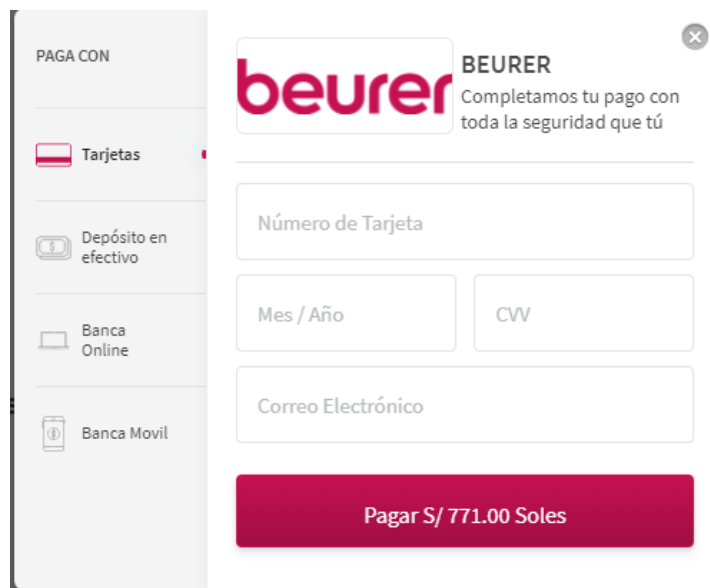 PAGA CON
Tarjetas
Depósito en
efectivo
Banca
Online
Banca Movil
beurer
BEURER
Completamos tu pago con
toda la seguridad que tú
Número de Tarjeta
Mes / Año
CVV
Correo Electrónico
Pagar S/ 771.00 Soles